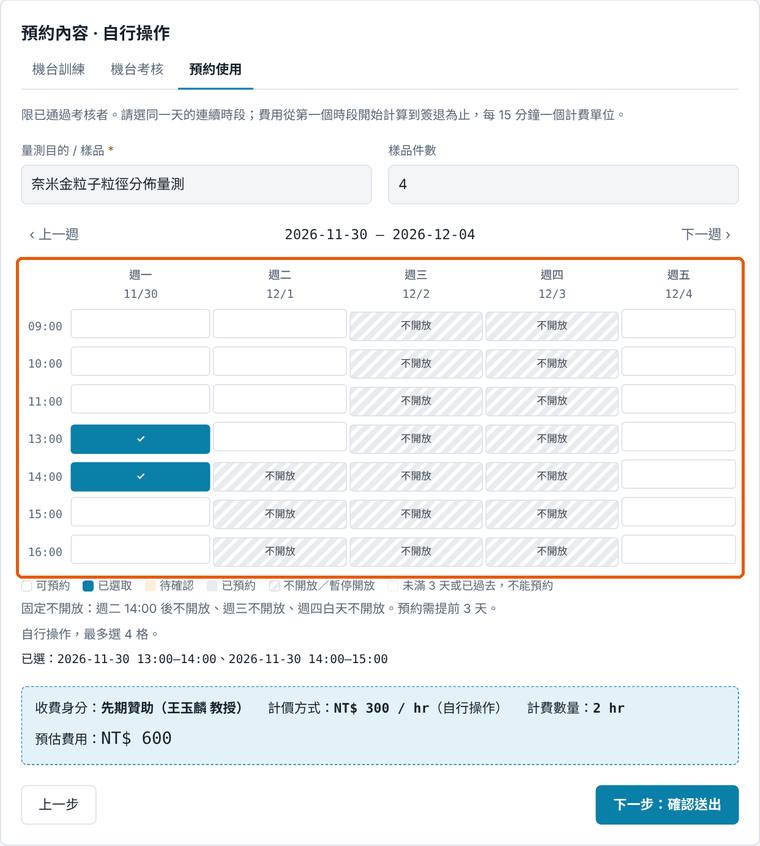 預約內容 · 自行操作
機台訓練 機台考核 預約使用
限已通過考核者。請選同一天的連續時段；費用從第一個時段開始計算到簽退為止，每 15 分鐘一個計費單位。
量測目的 / 樣品 * 樣品件數
奈米金粒子粒徑分佈量測 4
‹ 上一週 2026-11-30 — 2026-12-04 下一週 ›
週一 週二 週三 週四 週五
11/30 12/1 12/2 12/3 12/4
09:00 不開放 不開放
10:00 不開放 不開放
11:00 不開放 不開放
13:00 ✓ 不開放 不開放
14:00 ✓ 不開放 不開放 不開放
15:00 不開放 不開放 不開放
16:00 不開放 不開放 不開放
可預約 已選取 待確認 已預約 不開放／暫停開放 未滿 3 天或已過去，不能預約
固定不開放：週二 14:00 後不開放、週三不開放、週四白天不開放。預約需提前 3 天。
自行操作，最多選 4 格。
已選：2026-11-30 13:00–14:00、2026-11-30 14:00–15:00
收費身分：先期贊助（王玉麟 教授） 計價方式：NT$ 300 / hr（自行操作） 計費數量：2 hr
預估費用：NT$ 600
上一步 下一步：確認送出